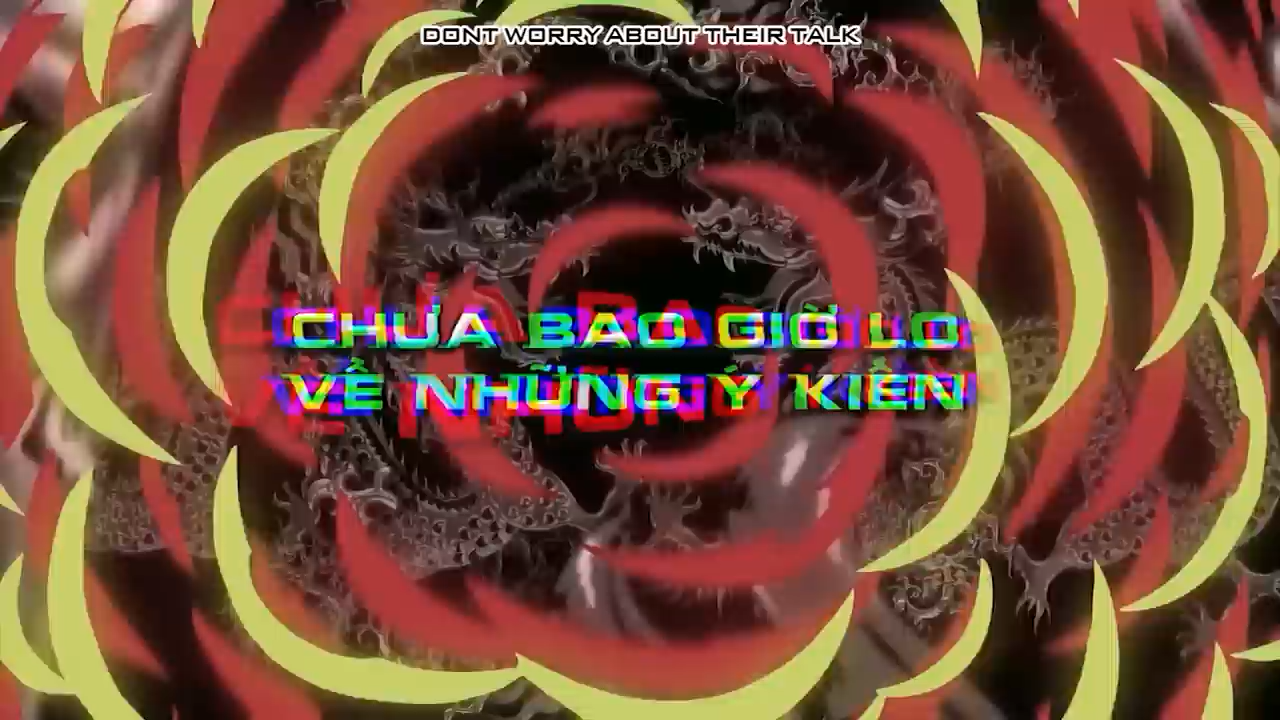 DONT WORRY ABOUT THEIR TALK
CHƯA BAO GIỜ LO
VỀ NHỮNG Ý KIẾN